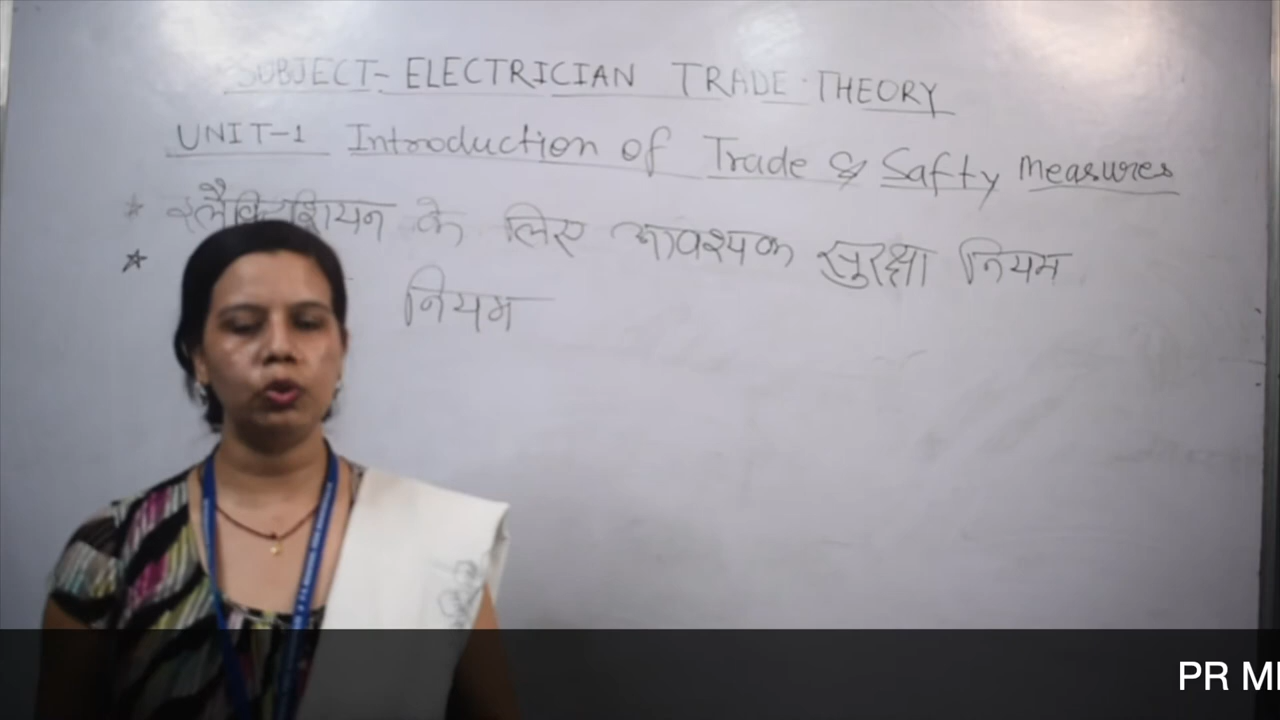 SUBJECT- ELECTRICIAN TRADE THEORY
UNIT-1 Introduction of Trade & Safty Measures
* इलैक्ट्रिशियन के लिए आवश्यक सुरक्षा नियम
* नियम
PR